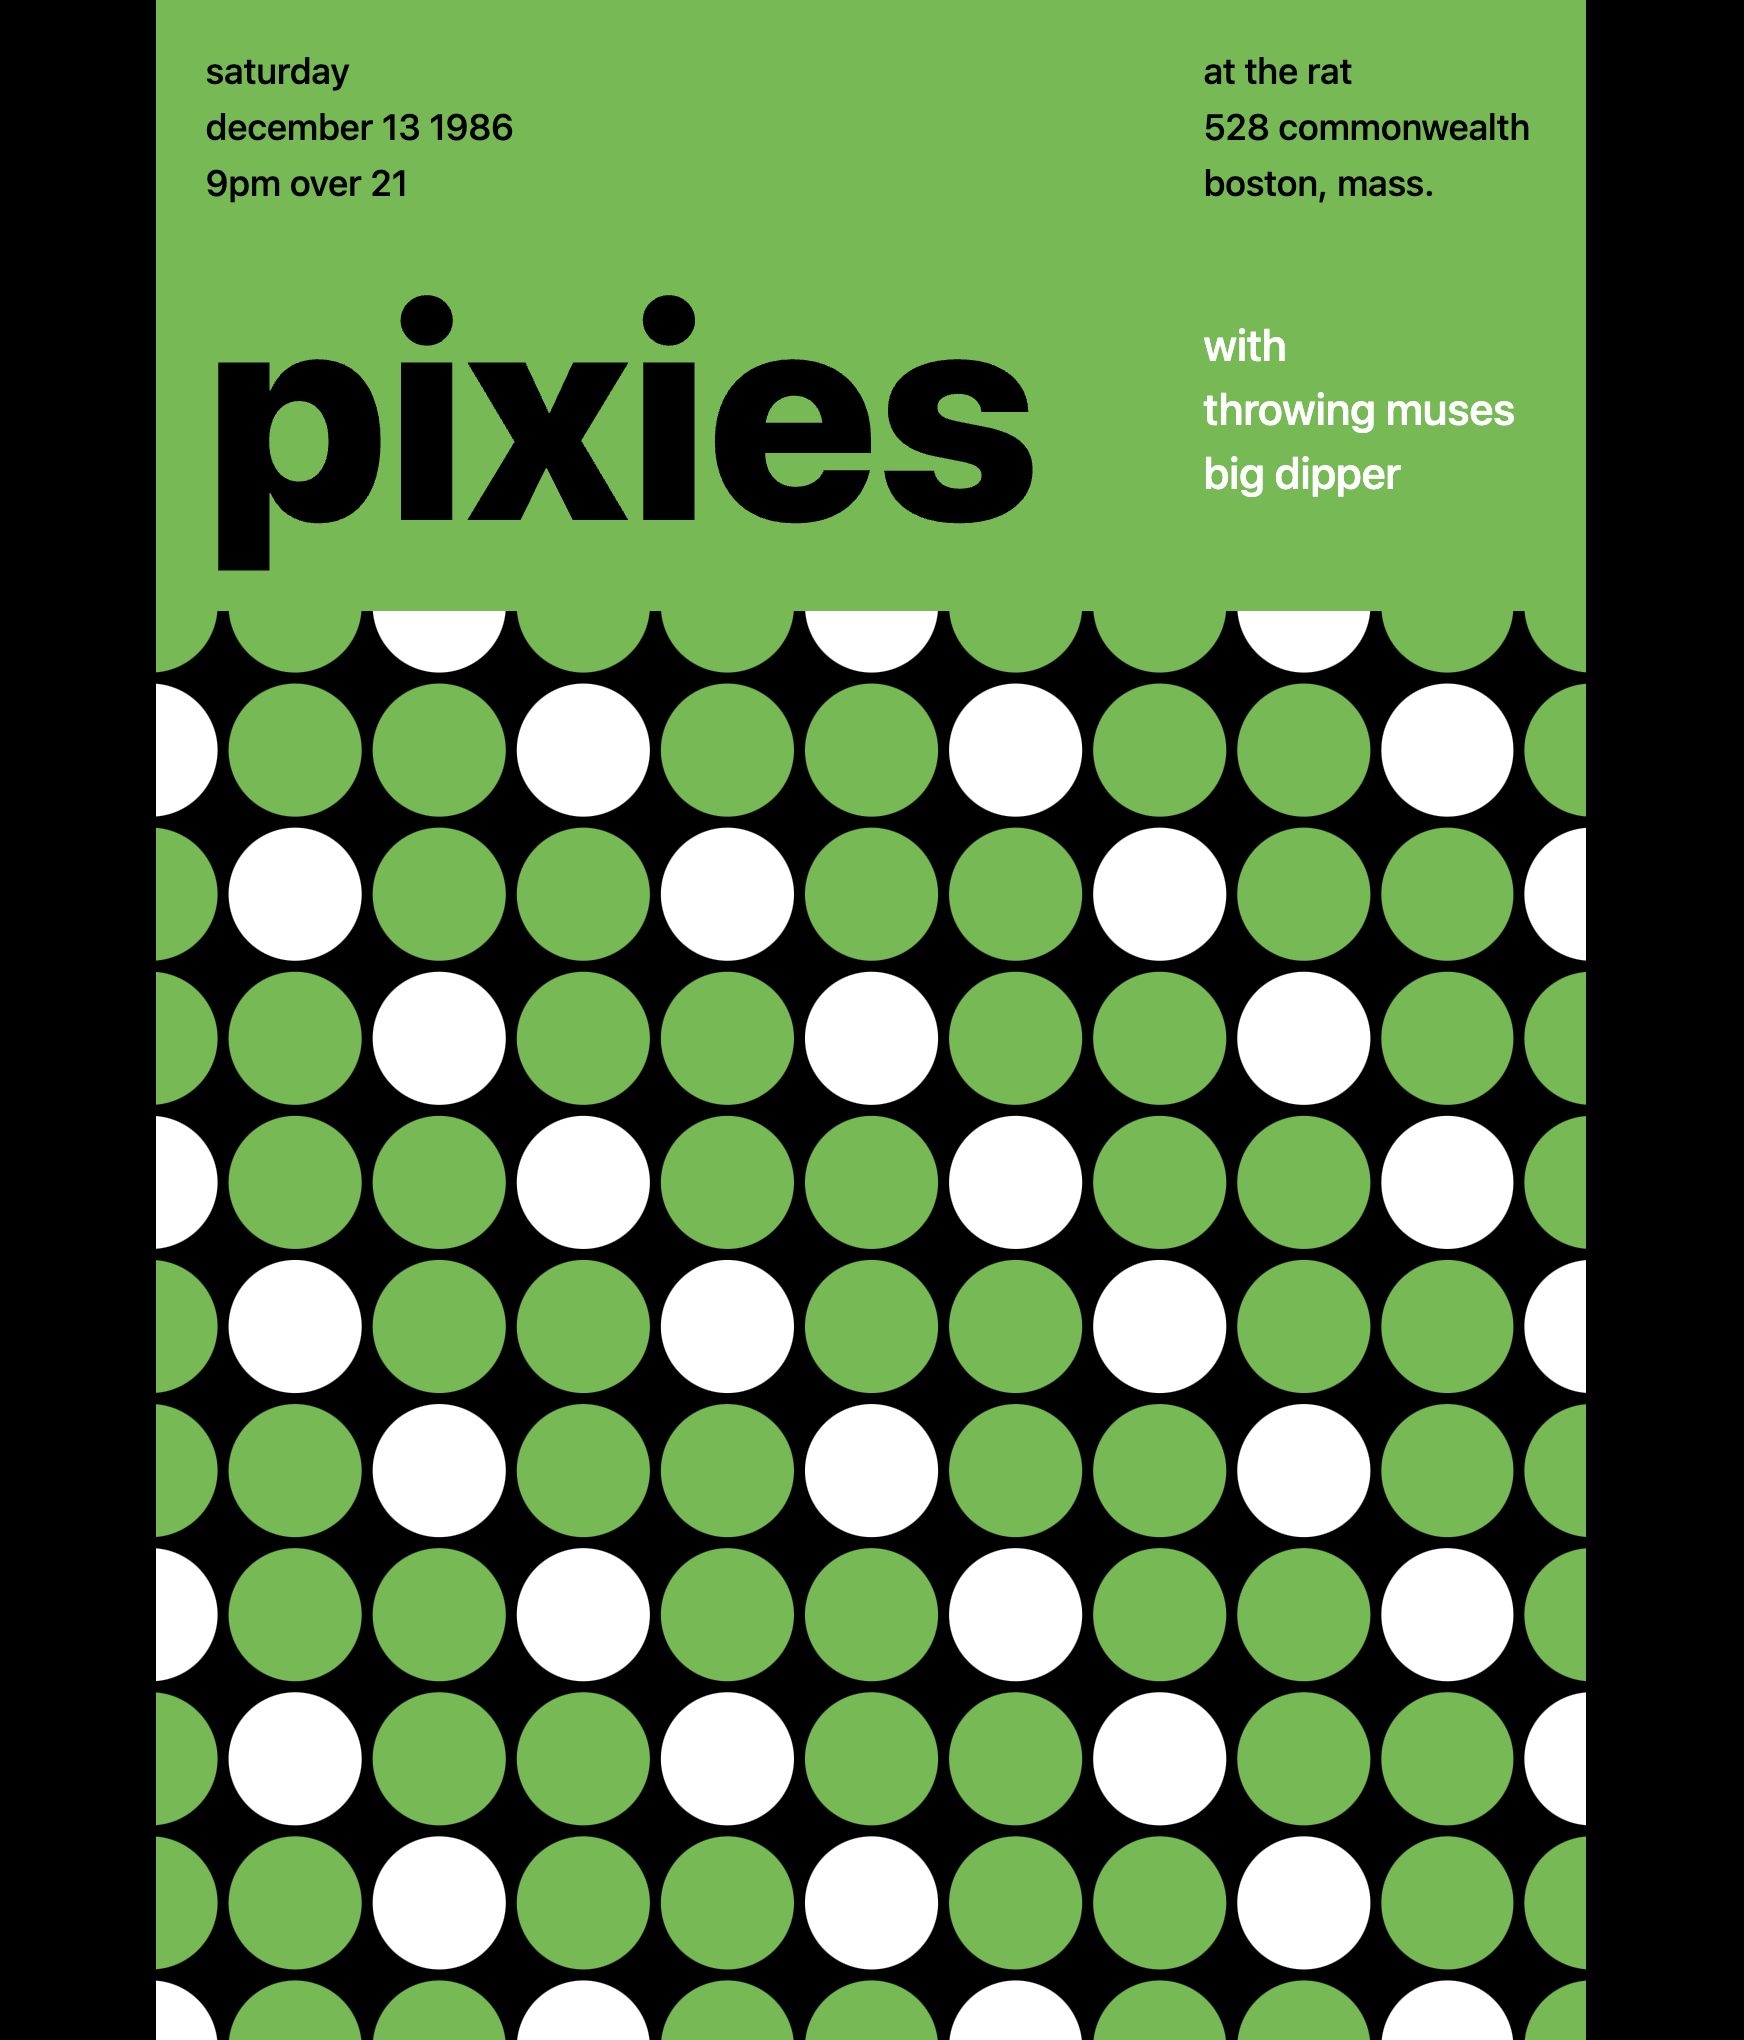 saturday
december 13 1986
9pm over 21
at the rat
528 commonwealth
boston, mass.
pixies
with
throwing muses
big dipper